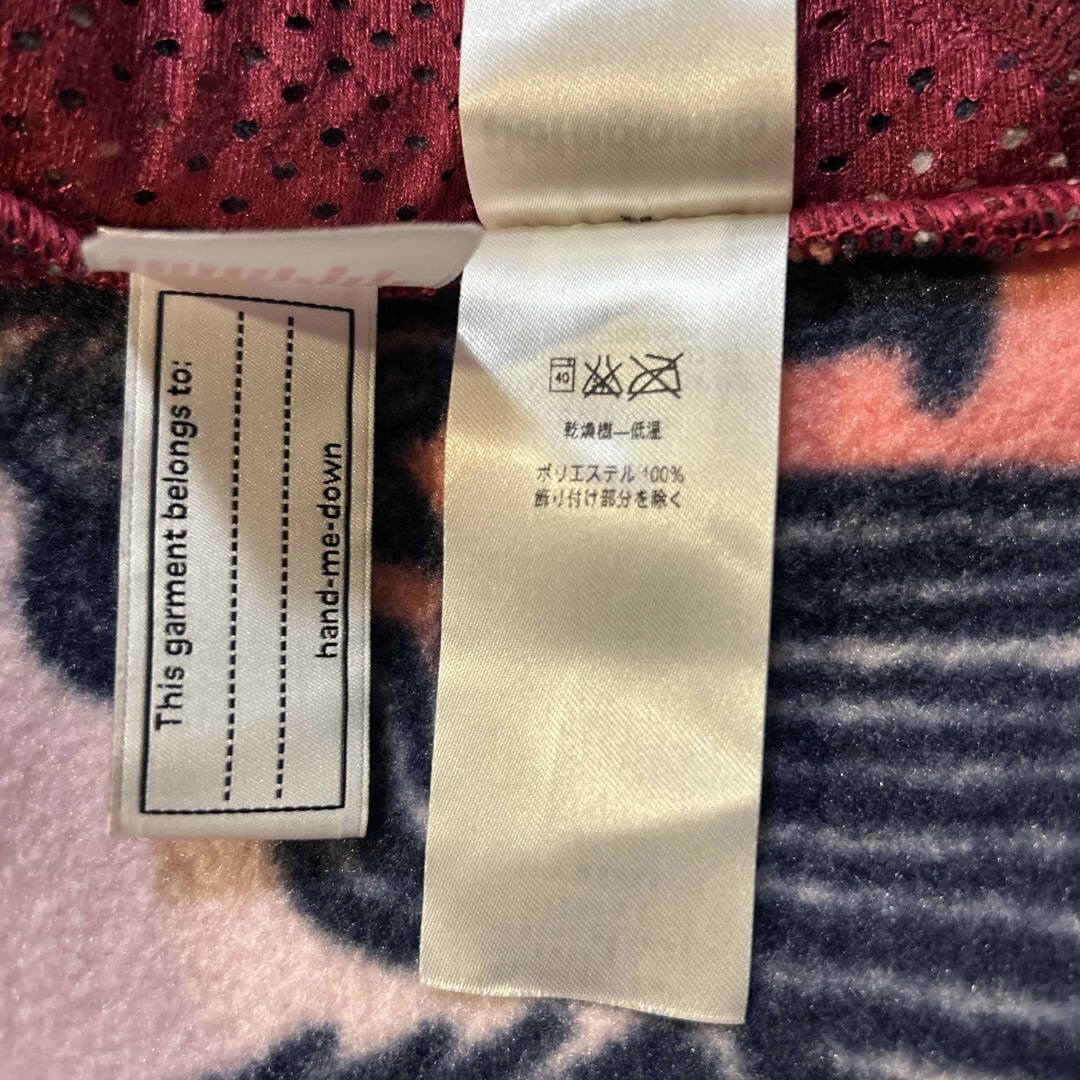 This garment belongs to:
hand-me-down
40
乾燥樹—低温
ポリエステル 100%
飾り付け部分を除く